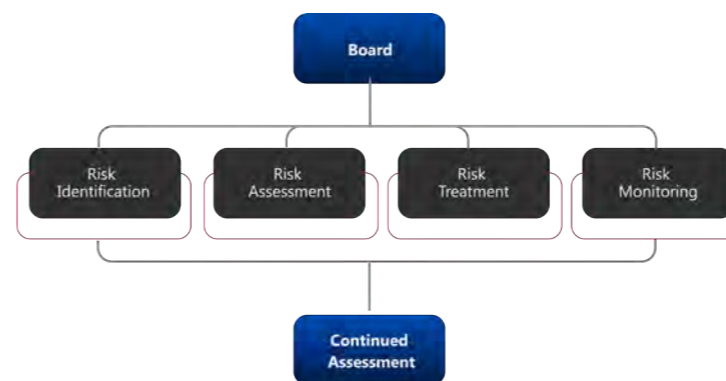 Board
Risk
Identification
Risk
Assessment
Risk
Treatment
Risk
Monitoring
Continued
Assessment